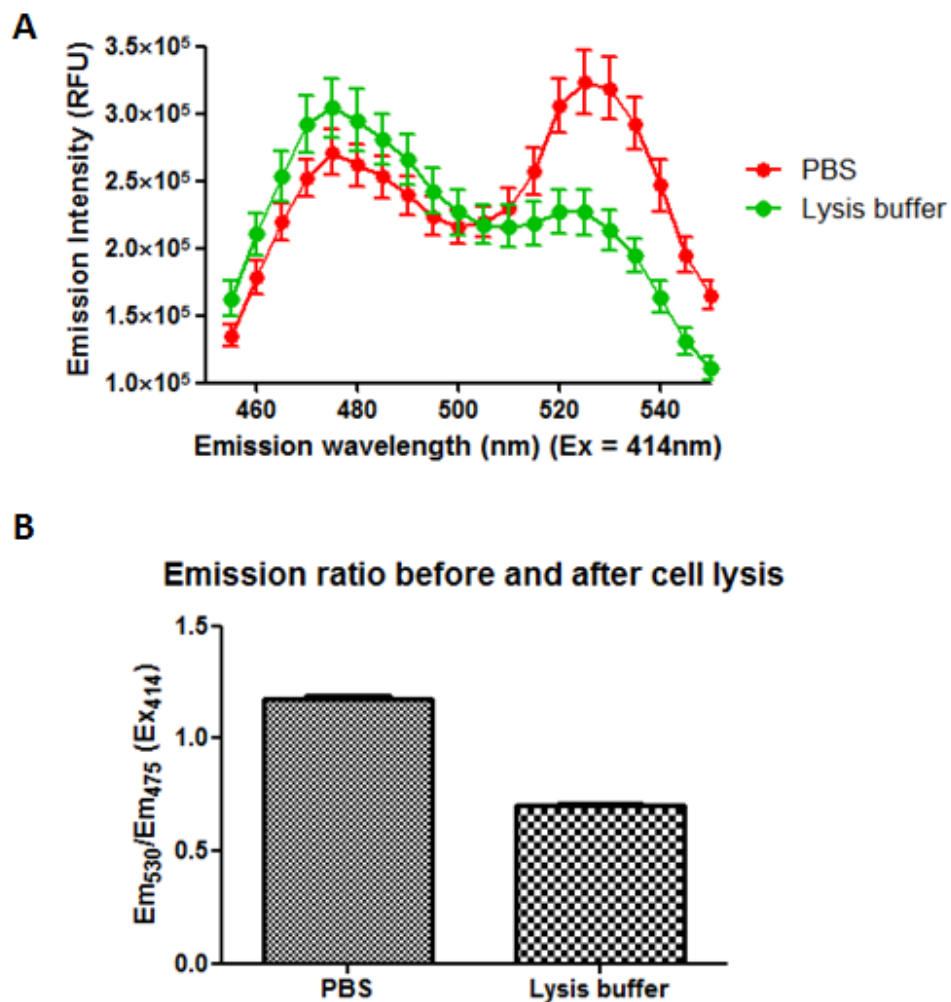 A
Emission Intensity (RFU)
3.5×10⁵
3.0×10⁵
2.5×10⁵
2.0×10⁵
1.5×10⁵
1.0×10⁵
460 480 500 520 540
Emission wavelength (nm) (Ex = 414nm)
PBS
Lysis buffer
B
Emission ratio before and after cell lysis
Em₅₃₀/Em₄₇₅ (Ex₄₁₄)
1.5
1.0
0.5
0.0
PBS Lysis buffer